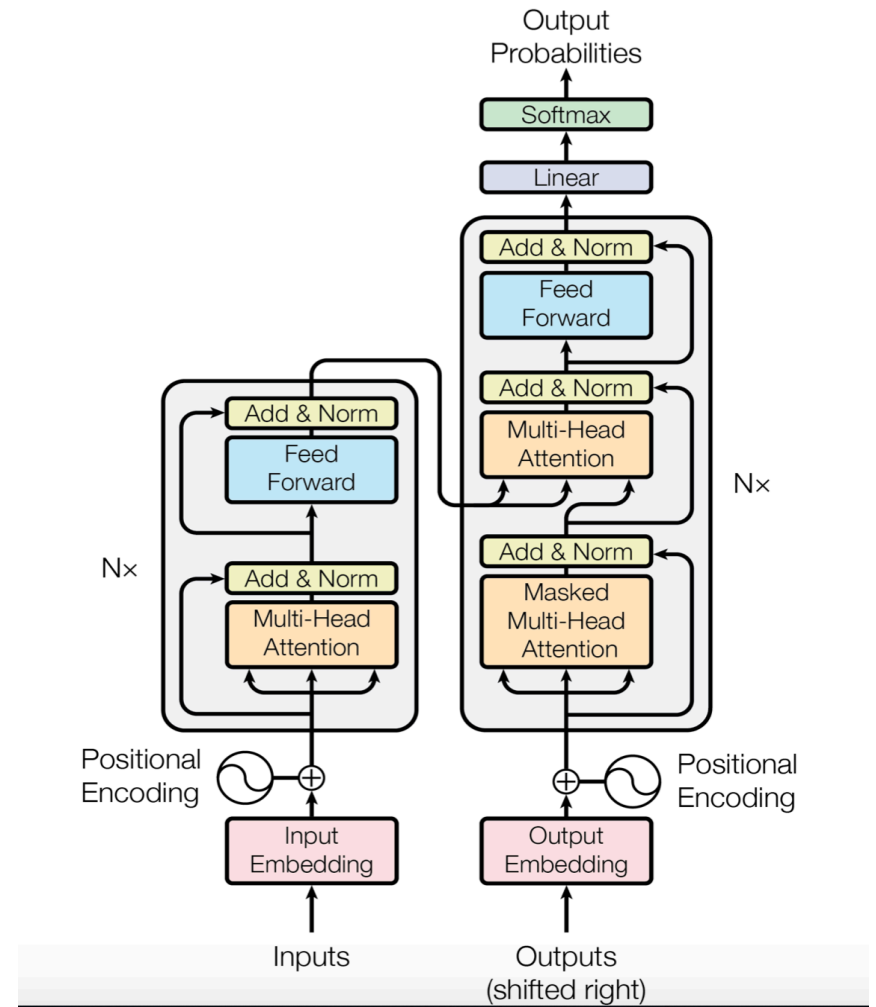 Output
Probabilities
Softmax
Linear
Add & Norm
Feed
Forward
Add & Norm
Multi-Head
Attention
Add & Norm
Masked
Multi-Head
Attention
N×
Add & Norm
Feed
Forward
Add & Norm
Multi-Head
Attention
N×
Positional
Encoding
Positional
Encoding
Input
Embedding
Output
Embedding
Inputs
Outputs
(shifted right)